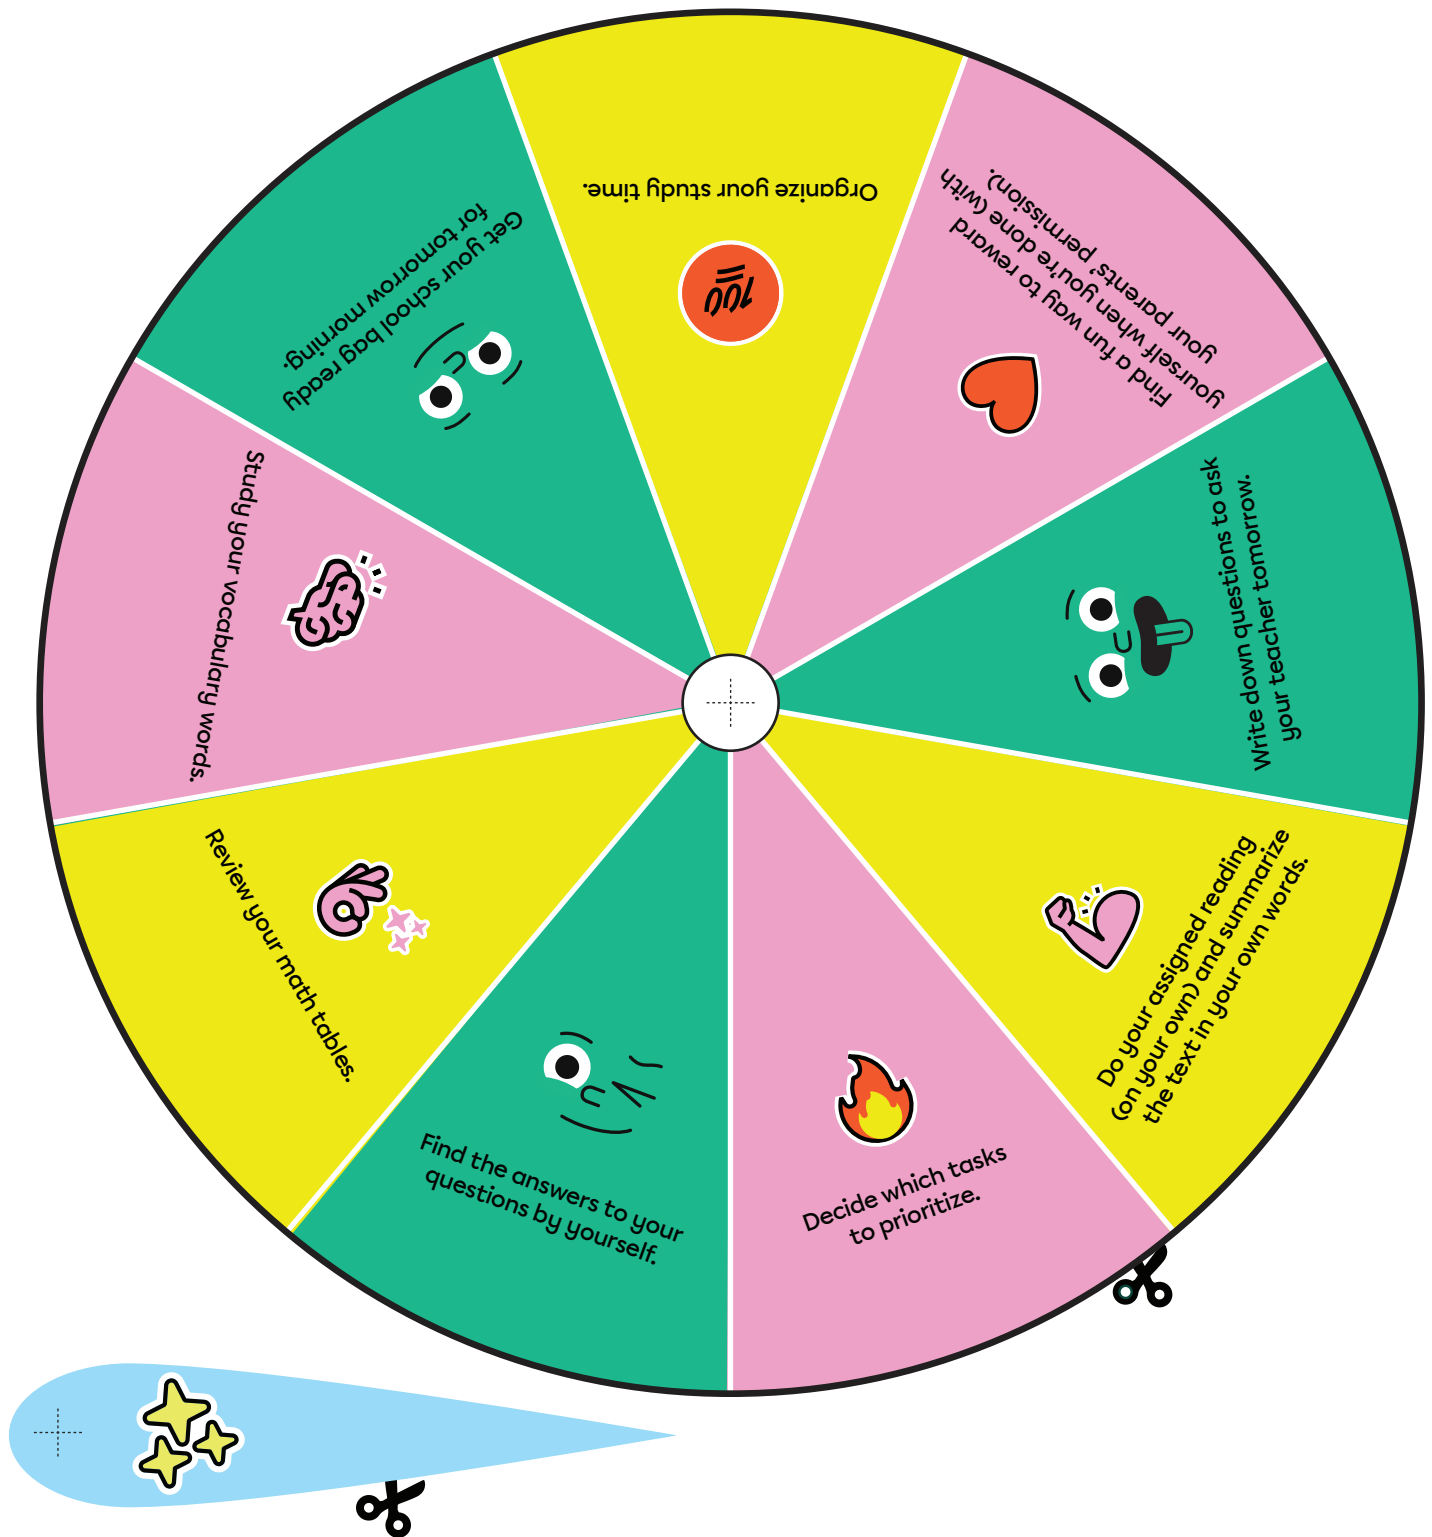 Organize your study time.
100
Find a fun way to reward
yourself when you're done (with
your parents' permission).
Write down questions to ask
your teacher tomorrow.
Do your assigned reading
(on your own) and summarize
the text in your own words.
Decide which tasks
to prioritize.
Find the answers to your
questions by yourself.
Review your math tables.
Study your vocabulary words.
Get your school bag ready
for tomorrow morning.